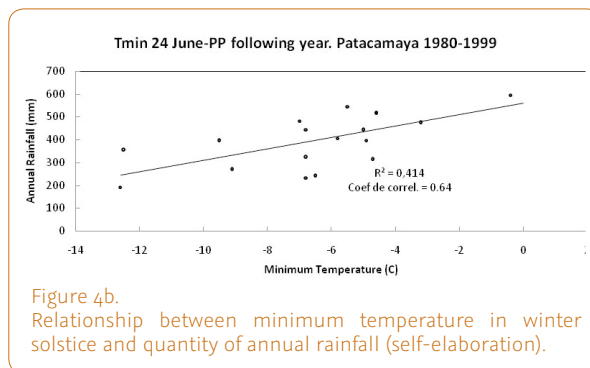 Tmin 24 June-PP following year. Patacamaya 1980-1999
700
600
500
400
300
200
100
0
Annual Rainfall (mm)
R² = 0,414
Coef de correl. = 0.64
-14 -12 -10 -8 -6 -4 -2 0 2
Minimum Temperature (C)
Figure 4b.
Relationship between minimum temperature in winter
solstice and quantity of annual rainfall (self-elaboration).